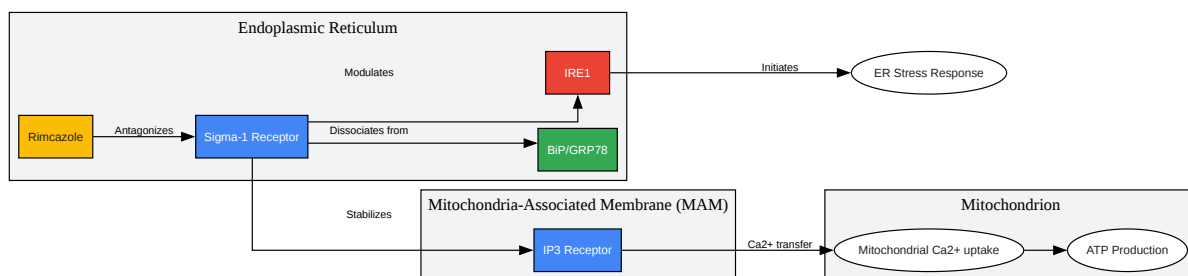 Endoplasmic Reticulum
Modulates
IRE1
Initiates
ER Stress Response
Rimcazole
Antagonizes
Sigma-1 Receptor
Dissociates from
BiP/GRP78
Stabilizes
Mitochondria-Associated Membrane (MAM)
IP3 Receptor
Ca2+ transfer
Mitochondrion
Mitochondrial Ca2+ uptake
ATP Production